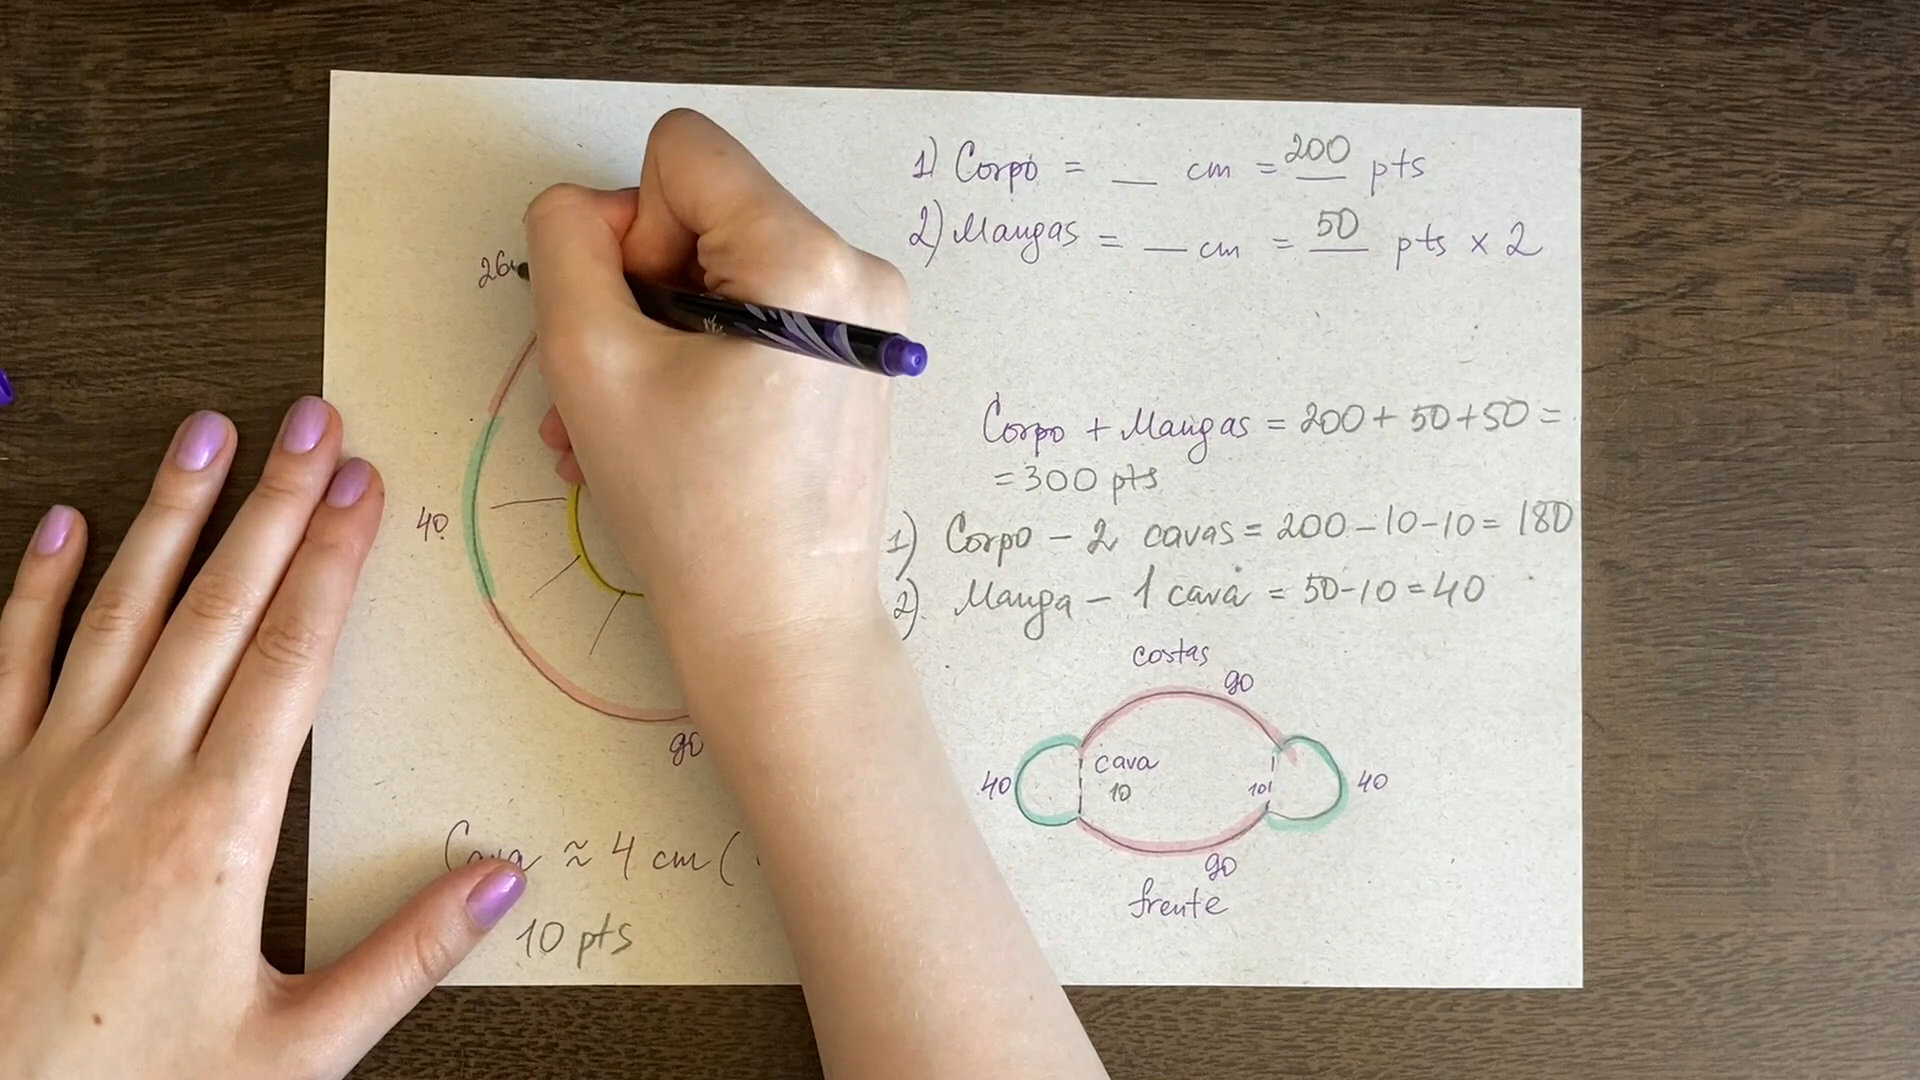 1) Corpo = __ cm = 200 pts
2) Mangas = __ cm = 50 pts x 2
26
Corpo + Mangas = 200 + 50 + 50 =
= 300 pts
1) Corpo - 2 cavas = 200 - 10 - 10 = 180
2) Manga - 1 cava = 50 - 10 = 40
40
90
Cava ≈ 4 cm (
10 pts
costas
90
40
cava
10
10
40
90
frente